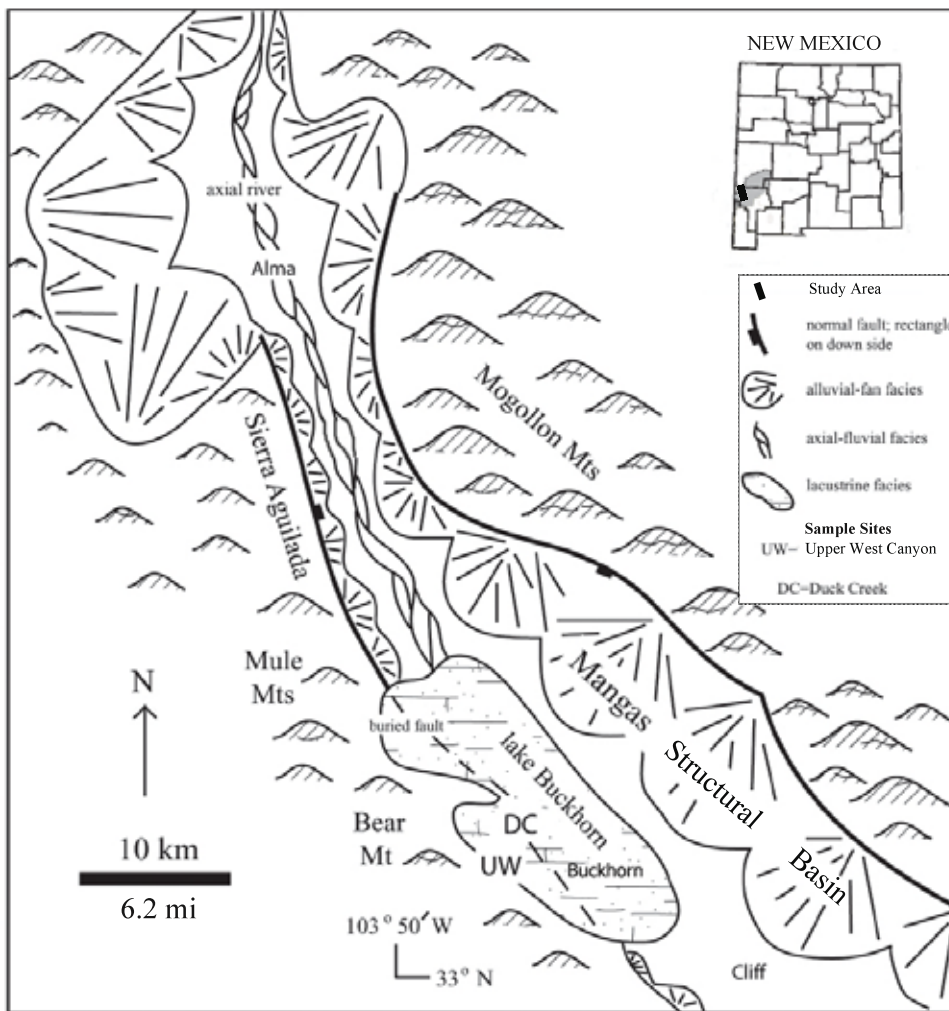 NEW MEXICO
axial river
Alma
Study Area
normal fault; rectangle
on down side
alluvial-fan facies
axial-fluvial facies
lacustrine facies
Sample Sites
UW– Upper West Canyon
DC=Duck Creek
Mogollon Mts
Sierra Aguilada
Mule
Mts
N
buried fault
lake Buckhorn
Mangas
Structural
Basin
Bear
Mt
DC
UW
Buckhorn
10 km
6.2 mi
103° 50′ W
33° N
Cliff